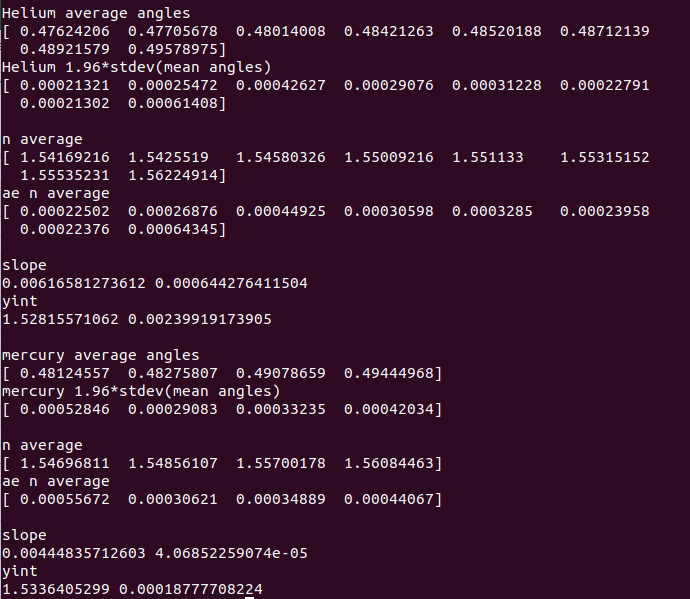 Helium average angles
[ 0.47624206  0.47705678  0.48014008  0.48421263  0.48520188  0.48712139
  0.48921579  0.49578975]
Helium 1.96*stdev(mean angles)
[ 0.00021321  0.00025472  0.00042627  0.00029076  0.00031228  0.00022791
  0.00021302  0.00061408]
n average
[ 1.54169216  1.5425519   1.54580326  1.55009216  1.551133    1.55315152
  1.55535231  1.56224914]
ae n average
[ 0.00022502  0.00026876  0.00044925  0.00030598  0.0003285   0.00023958
  0.00022376  0.00064345]
slope
0.00616581273612 0.000644276411504
yint
1.52815571062 0.00239919173905
mercury average angles
[ 0.48124557  0.48275807  0.49078659  0.49444968]
mercury 1.96*stdev(mean angles)
[ 0.00052846  0.00029083  0.00033235  0.00042034]
n average
[ 1.54696811  1.54856107  1.55700178  1.56084463]
ae n average
[ 0.00055672  0.00030621  0.00034889  0.00044067]
slope
0.00444835712603 4.06852259074e-05
yint
1.5336405299 0.00018777708224